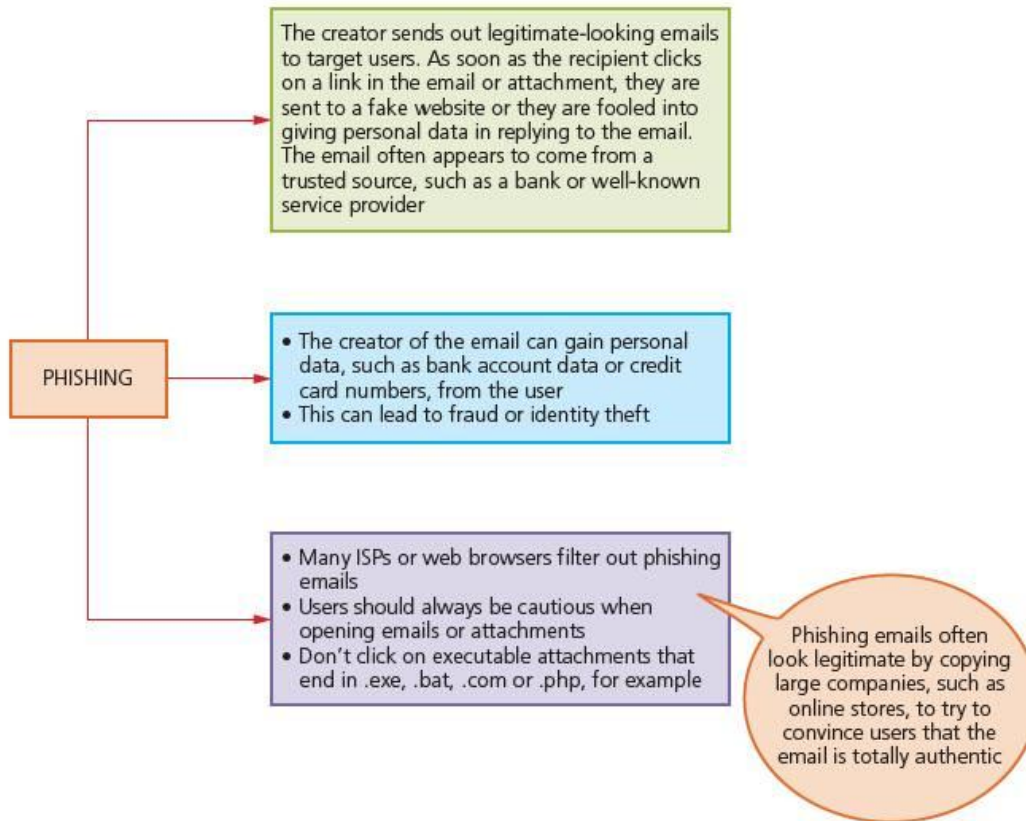 The creator sends out legitimate-looking emails
to target users. As soon as the recipient clicks
on a link in the email or attachment, they are
sent to a fake website or they are fooled into
giving personal data in replying to the email.
The email often appears to come from a
trusted source, such as a bank or well-known
service provider
PHISHING
• The creator of the email can gain personal
data, such as bank account data or credit
card numbers, from the user
• This can lead to fraud or identity theft
• Many ISPs or web browsers filter out phishing
emails
• Users should always be cautious when
opening emails or attachments
• Don't click on executable attachments that
end in .exe, .bat, .com or .php, for example
Phishing emails often
look legitimate by copying
large companies, such as
online stores, to try to
convince users that the
email is totally authentic